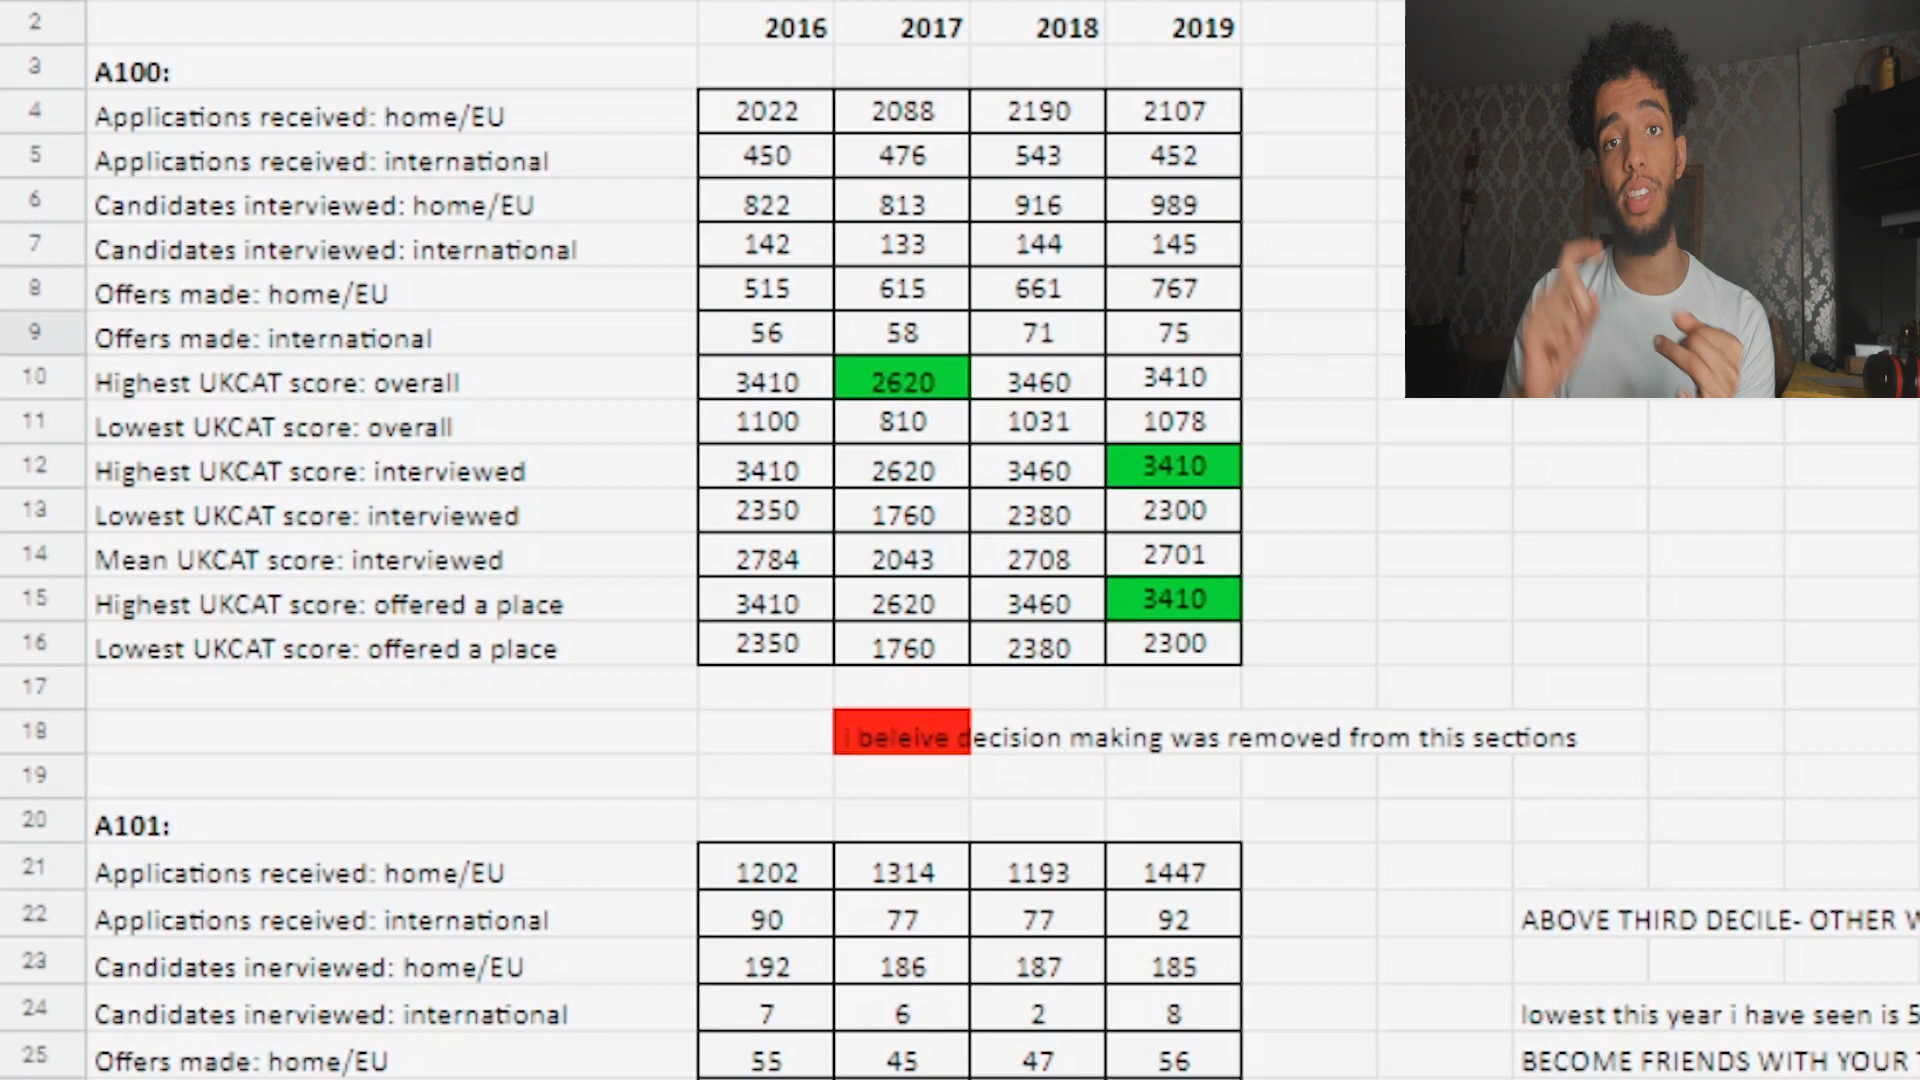 2 2016 2017 2018 2019
3 A100:
4 Applications received: home/EU 2022 2088 2190 2107
5 Applications received: international 450 476 543 452
6 Candidates interviewed: home/EU 822 813 916 989
7 Candidates interviewed: international 142 133 144 145
8 Offers made: home/EU 515 615 661 767
9 Offers made: international 56 58 71 75
10 Highest UKCAT score: overall 3410 2620 3460 3410
11 Lowest UKCAT score: overall 1100 810 1031 1078
12 Highest UKCAT score: interviewed 3410 2620 3460 3410
13 Lowest UKCAT score: interviewed 2350 1760 2380 2300
14 Mean UKCAT score: interviewed 2784 2043 2708 2701
15 Highest UKCAT score: offered a place 3410 2620 3460 3410
16 Lowest UKCAT score: offered a place 2350 1760 2380 2300
17
18 i beleive decision making was removed from this sections
19
20 A101:
21 Applications received: home/EU 1202 1314 1193 1447
22 Applications received: international 90 77 77 92 ABOVE THIRD DECILE- OTHER
23 Candidates inerviewed: home/EU 192 186 187 185
24 Candidates inerviewed: international 7 6 2 8 lowest this year i have seen is 5
25 Offers made: home/EU 55 45 47 56 BECOME FRIENDS WITH YOUR